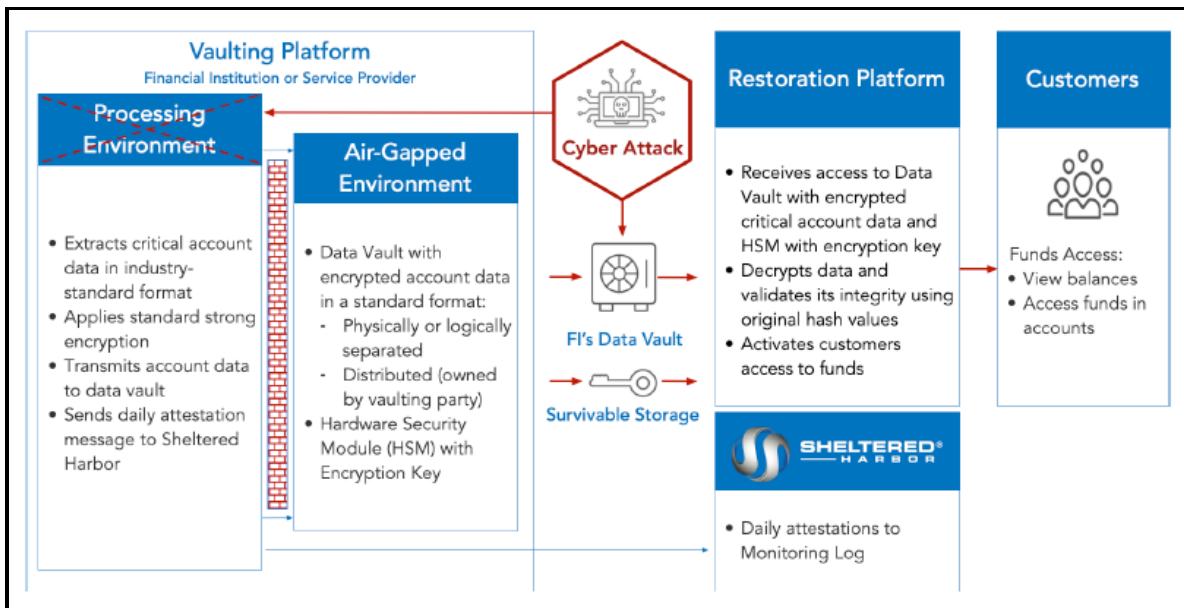 Vaulting Platform
Financial Institution or Service Provider
Processing
Environment
• Extracts critical account
data in industry-
standard format
• Applies standard strong
encryption
• Transmits account data
to data vault
• Sends daily attestation
message to Sheltered
Harbor
Air-Gapped
Environment
• Data Vault with
encrypted account data
in a standard format:
- Physically or logically
separated
- Distributed (owned
by vaulting party)
• Hardware Security
Module (HSM) with
Encryption Key
Cyber Attack
FI's Data Vault
Survivable Storage
Restoration Platform
• Receives access to Data
Vault with encrypted
critical account data and
HSM with encryption key
• Decrypts data and
validates its integrity using
original hash values
• Activates customers
access to funds
SHELTERED®
HARBOR
• Daily attestations to
Monitoring Log
Customers
Funds Access:
• View balances
• Access funds in
accounts